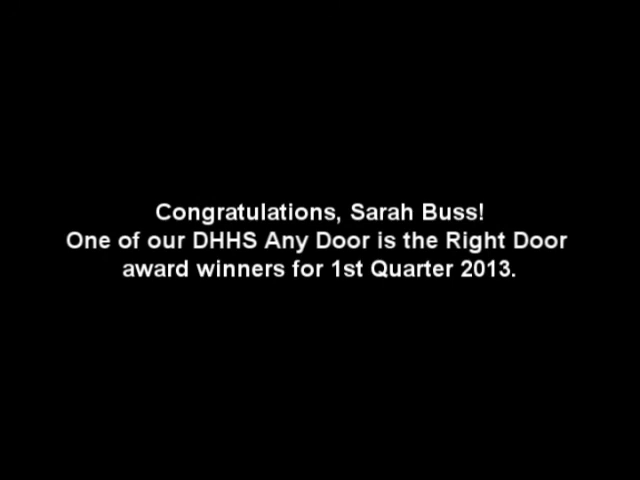 Congratulations, Sarah Buss!
One of our DHHS Any Door is the Right Door
award winners for 1st Quarter 2013.